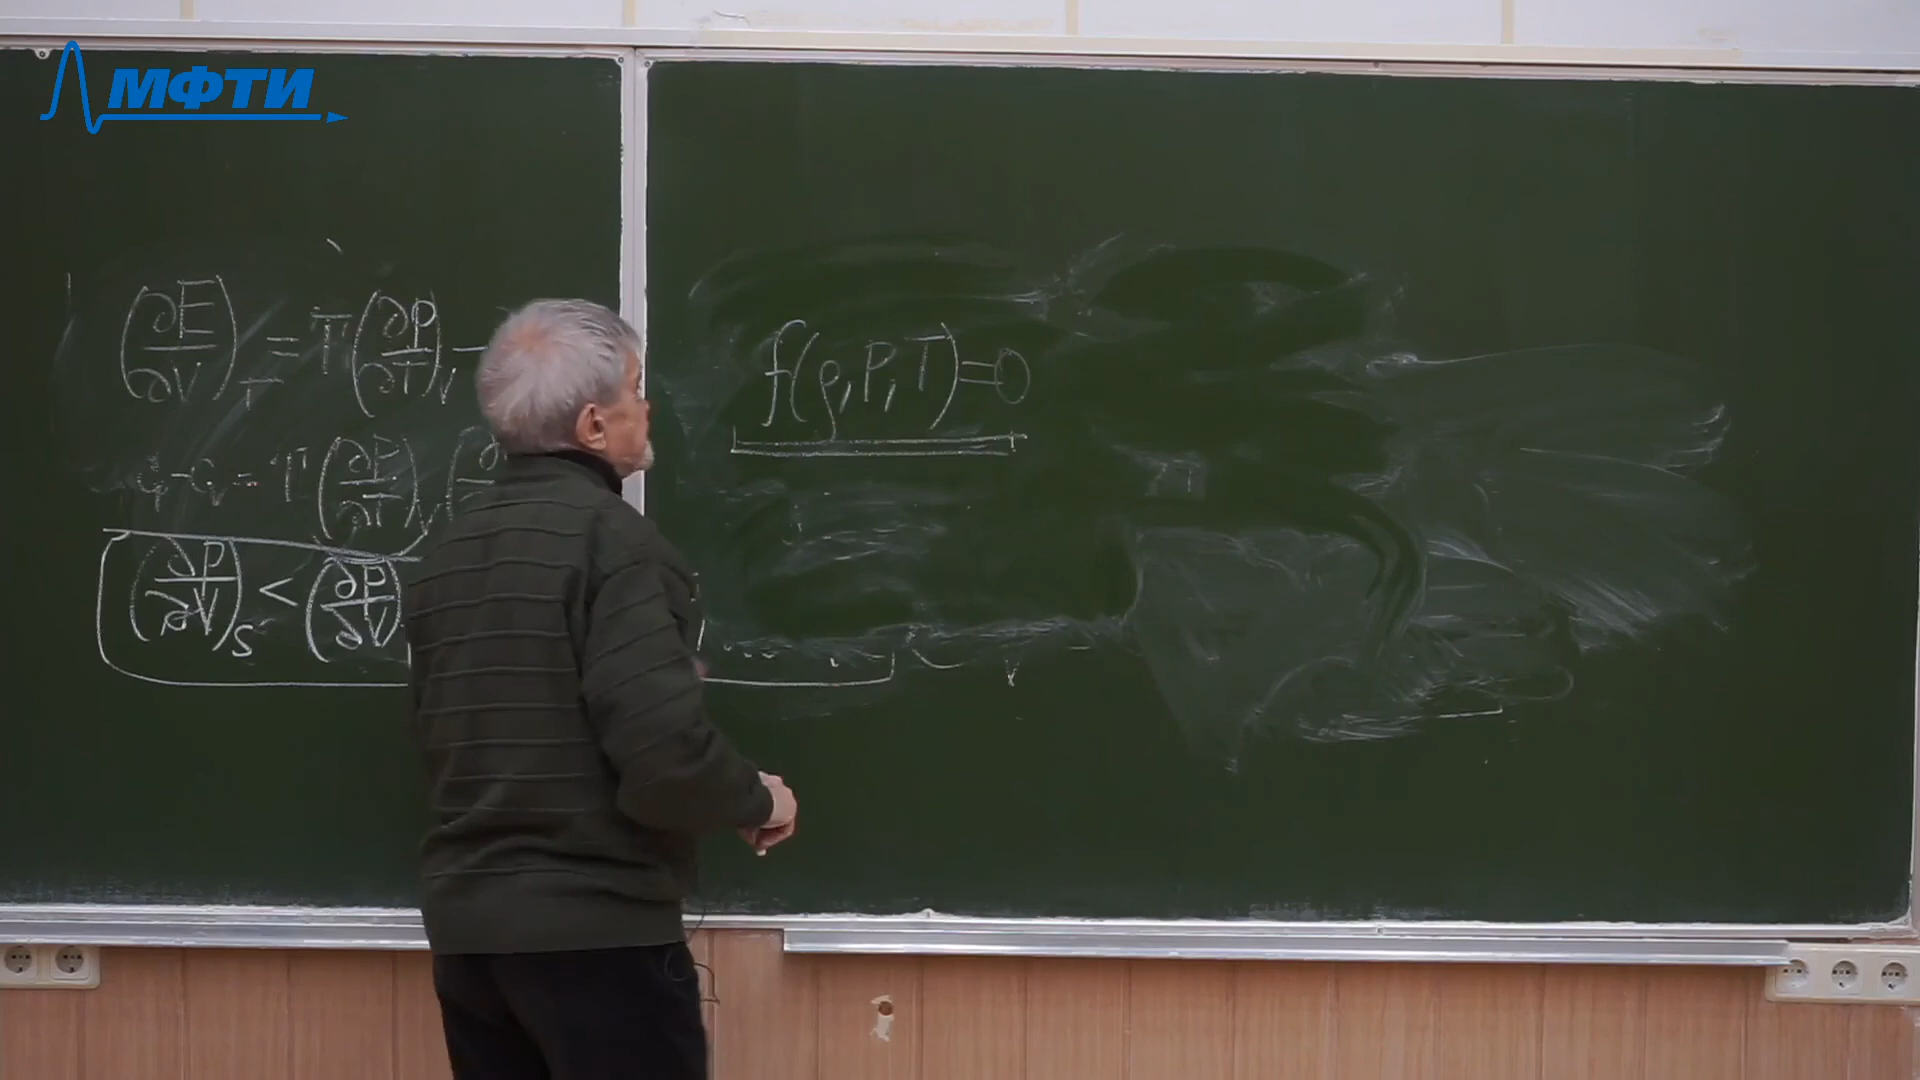 МФТИ
(∂E/∂V)_T = T(∂P/∂T)_V −
C_p − C_v = T(∂P/∂T)_V (∂
(∂P/∂V)_S < (∂P/∂V)
f(ρ,P,T)=0